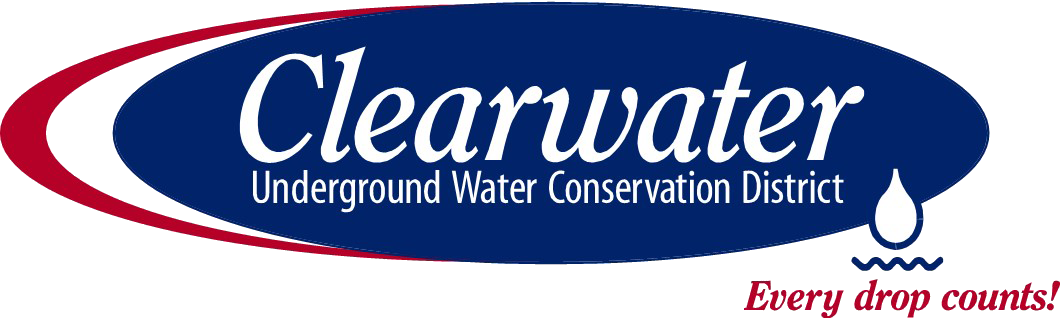 Clearwater
Underground Water Conservation District
Every drop counts!